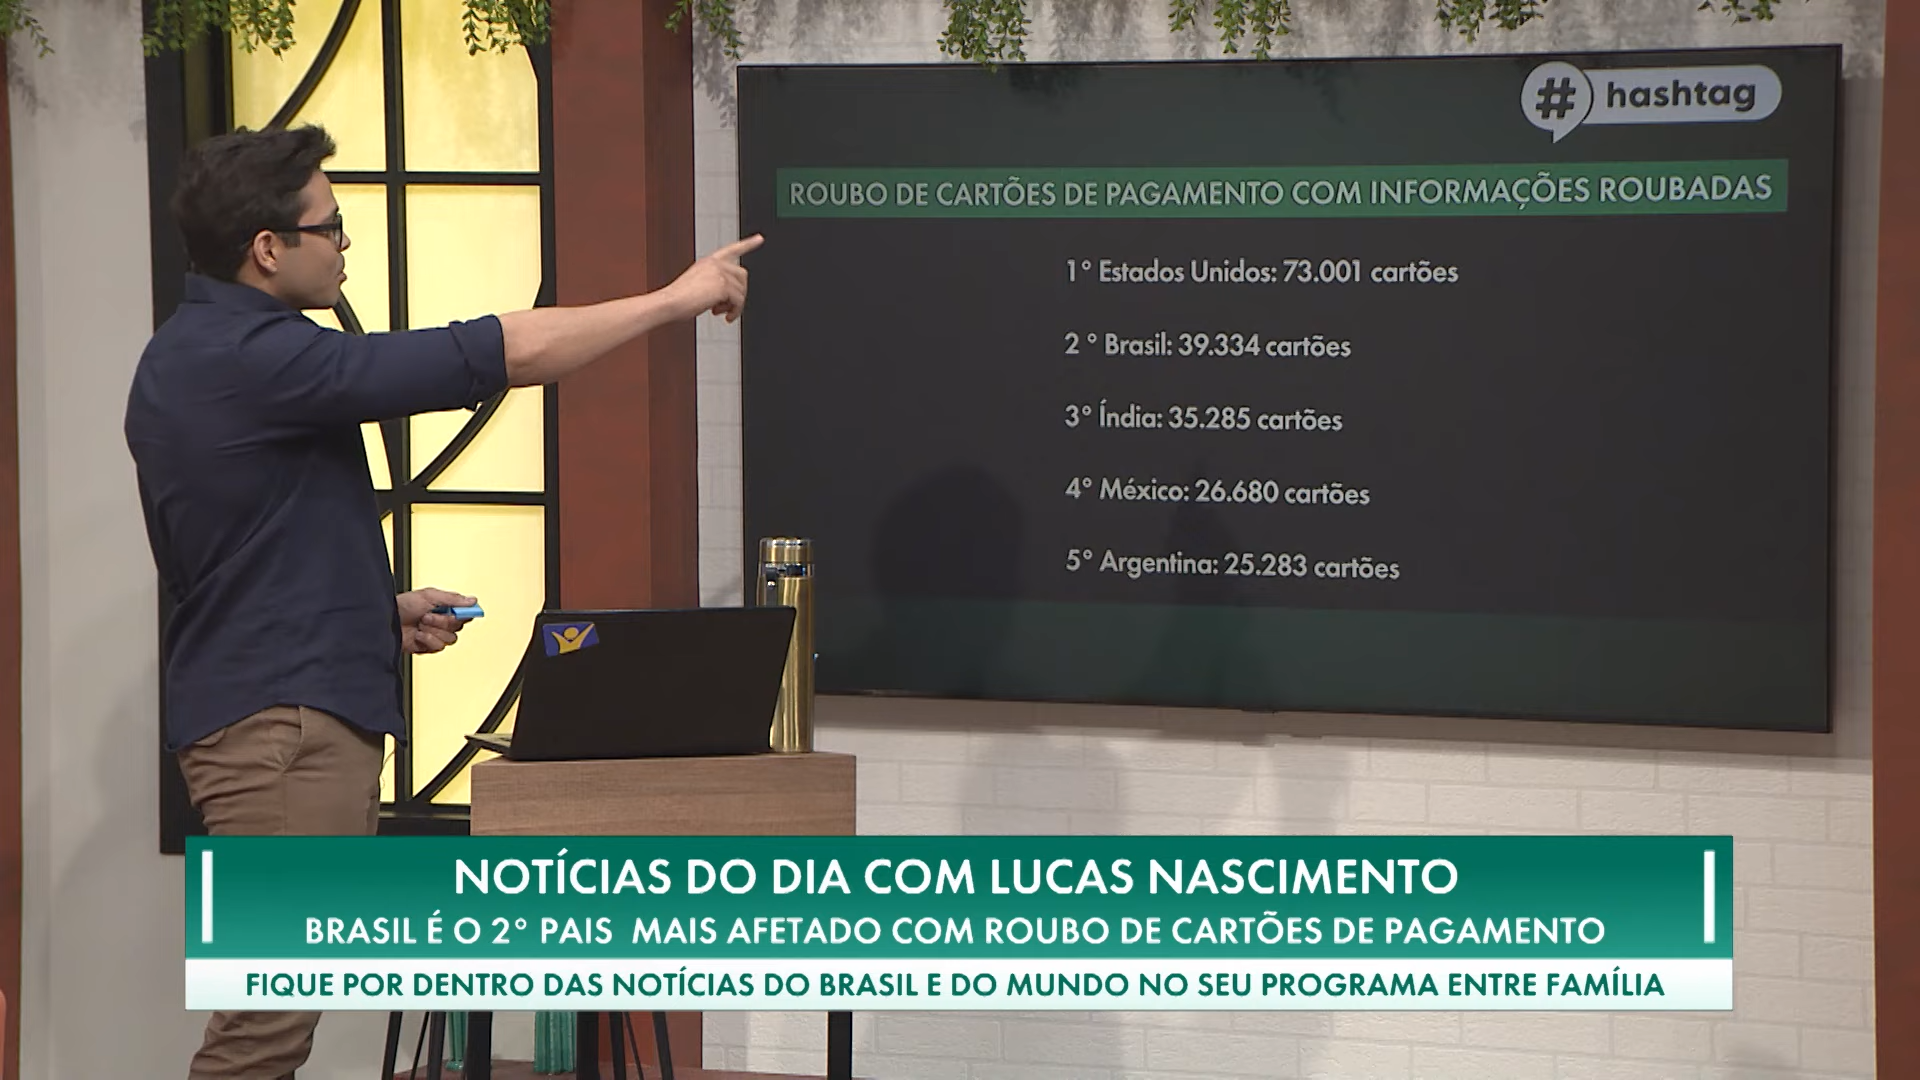 # hashtag
ROUBO DE CARTÕES DE PAGAMENTO COM INFORMAÇÕES ROUBADAS
1° Estados Unidos: 73.001 cartões
2 ° Brasil: 39.334 cartões
3° Índia: 35.285 cartões
4° México: 26.680 cartões
5° Argentina: 25.283 cartões
NOTÍCIAS DO DIA COM LUCAS NASCIMENTO
BRASIL É O 2° PAIS MAIS AFETADO COM ROUBO DE CARTÕES DE PAGAMENTO
FIQUE POR DENTRO DAS NOTÍCIAS DO BRASIL E DO MUNDO NO SEU PROGRAMA ENTRE FAMÍLIA